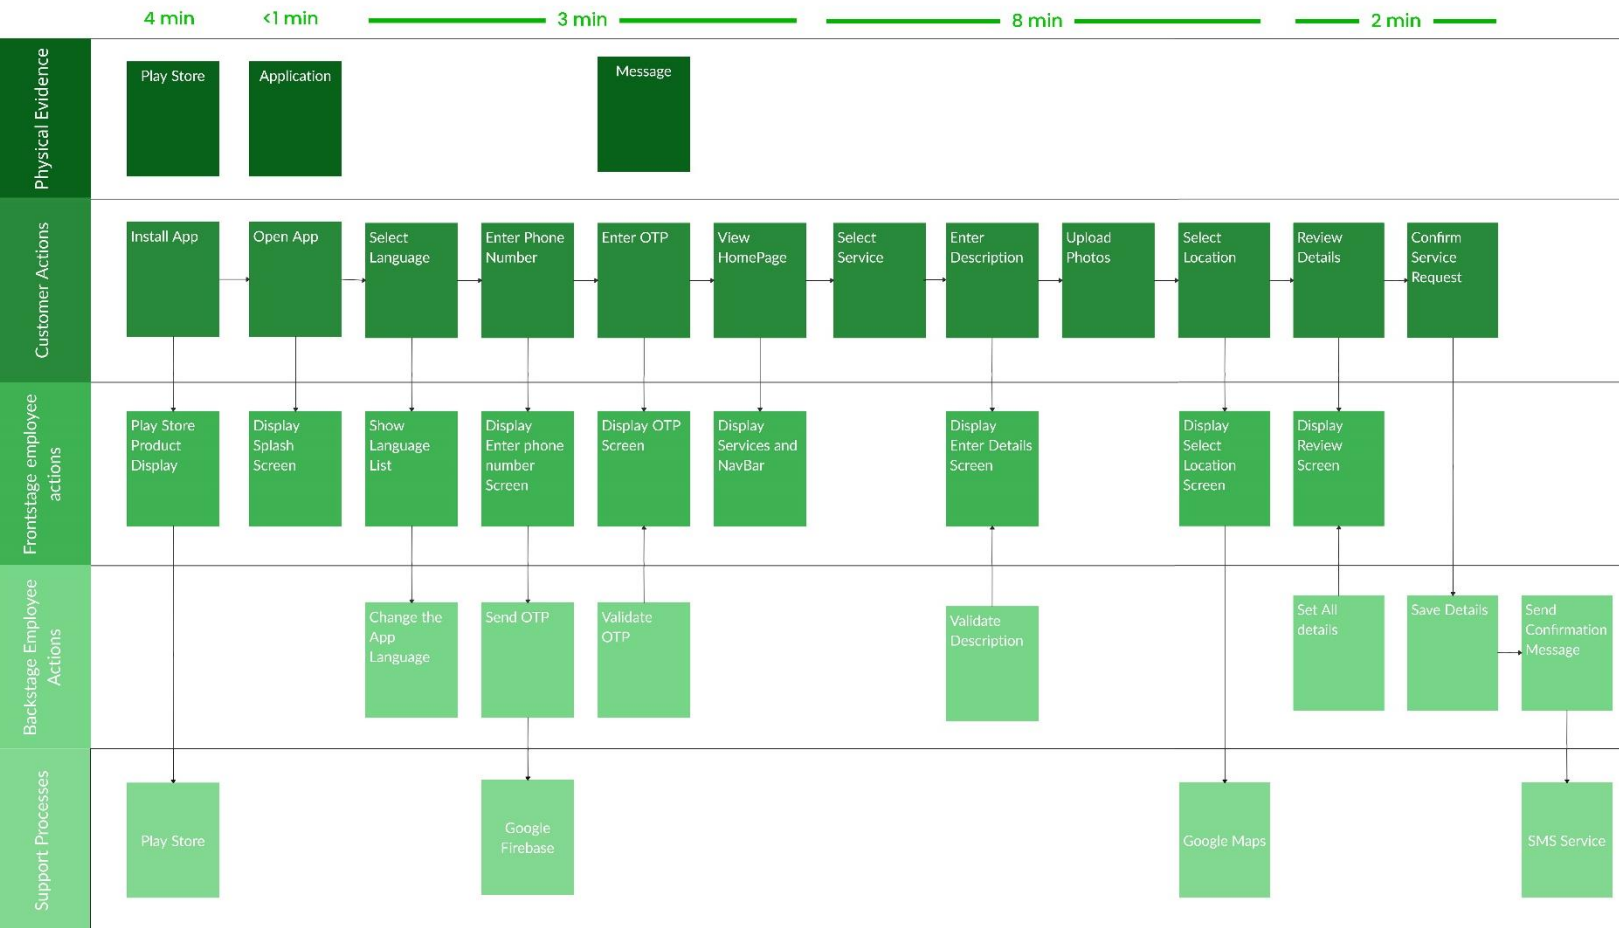 4 min
<1 min
3 min
8 min
2 min
Physical Evidence
Play Store
Application
Message
Customer Actions
Install App
Open App
Select
Language
Enter Phone
Number
Enter OTP
View
HomePage
Select
Service
Enter
Description
Upload
Photos
Select
Location
Review
Details
Confirm
Service
Request
Frontstage employee
actions
Play Store
Product
Display
Display
Splash
Screen
Show
Language
List
Display
Enter phone
number
Screen
Display OTP
Screen
Display
Services and
NavBar
Display
Enter Details
Screen
Display
Select
Location
Screen
Display
Review
Screen
Backstage Employee
Actions
Change the
App
Language
Send OTP
Validate
OTP
Validate
Description
Set All
details
Save Details
Send
Confirmation
Message
Support Processes
Play Store
Google
Firebase
Google Maps
SMS Service